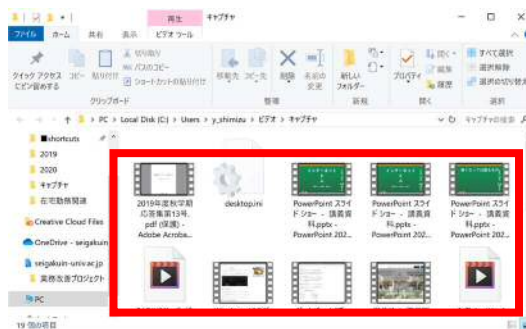 再生 キャプチャ
ファイル ホーム 共有 表示 ビデオ ツール
クイック アクセスにピン留めする
コピー 貼り付け
切り取り
パスのコピー
ショートカットの貼り付け
移動先 コピー先 削除 名前の変更
新しいフォルダー
プロパティ
開く
編集
履歴
すべて選択
選択解除
選択の切り替え
クリップボード 整理 新規 開く 選択
PC > Local Disk (C:) > Users > y_shimizu > ビデオ > キャプチャ
キャプチャの検索
■shortcuts
2019
2020
キャプチャ
在宅勤務関連
Creative Cloud Files
OneDrive - seigakuin
seigakuin-univ.ac.jp
業務改善プロジェクト
PC
2019年度秋学期
応答集第13号.
pdf (保護) -
Adobe Acroba...
desktop.ini
PowerPoint スライ
ド ショー - 講義資
料.pptx -
PowerPoint 202...
PowerPoint スライ
ド ショー - 講義資
料.pptx -
PowerPoint 202...
PowerPoint スライ
ド ショー - 講義資
料.pptx -
PowerPoint 202...
19 個の項目